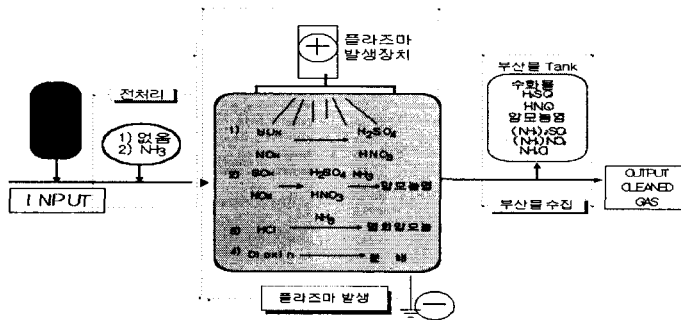 플라즈마
발생장치
전처리
1) 없음
2) NH₃
INPUT
1) SOx H₂SO₄
NOx HNO₃
2) SOx H₂SO₄ NH₃
NOx HNO₃ 암모늄염
NH₃
3) HCl 염화암모늄
4) Dioxin 분 해
플라즈마 발생
부산물 Tank
수화물
H₂SO₄
HNO₃
암모늄염
(NH₄)₂SO₄
(NH₄)NO₃
NH₄Cl
부산물 수집
OUTPUT
CLEANED
GAS